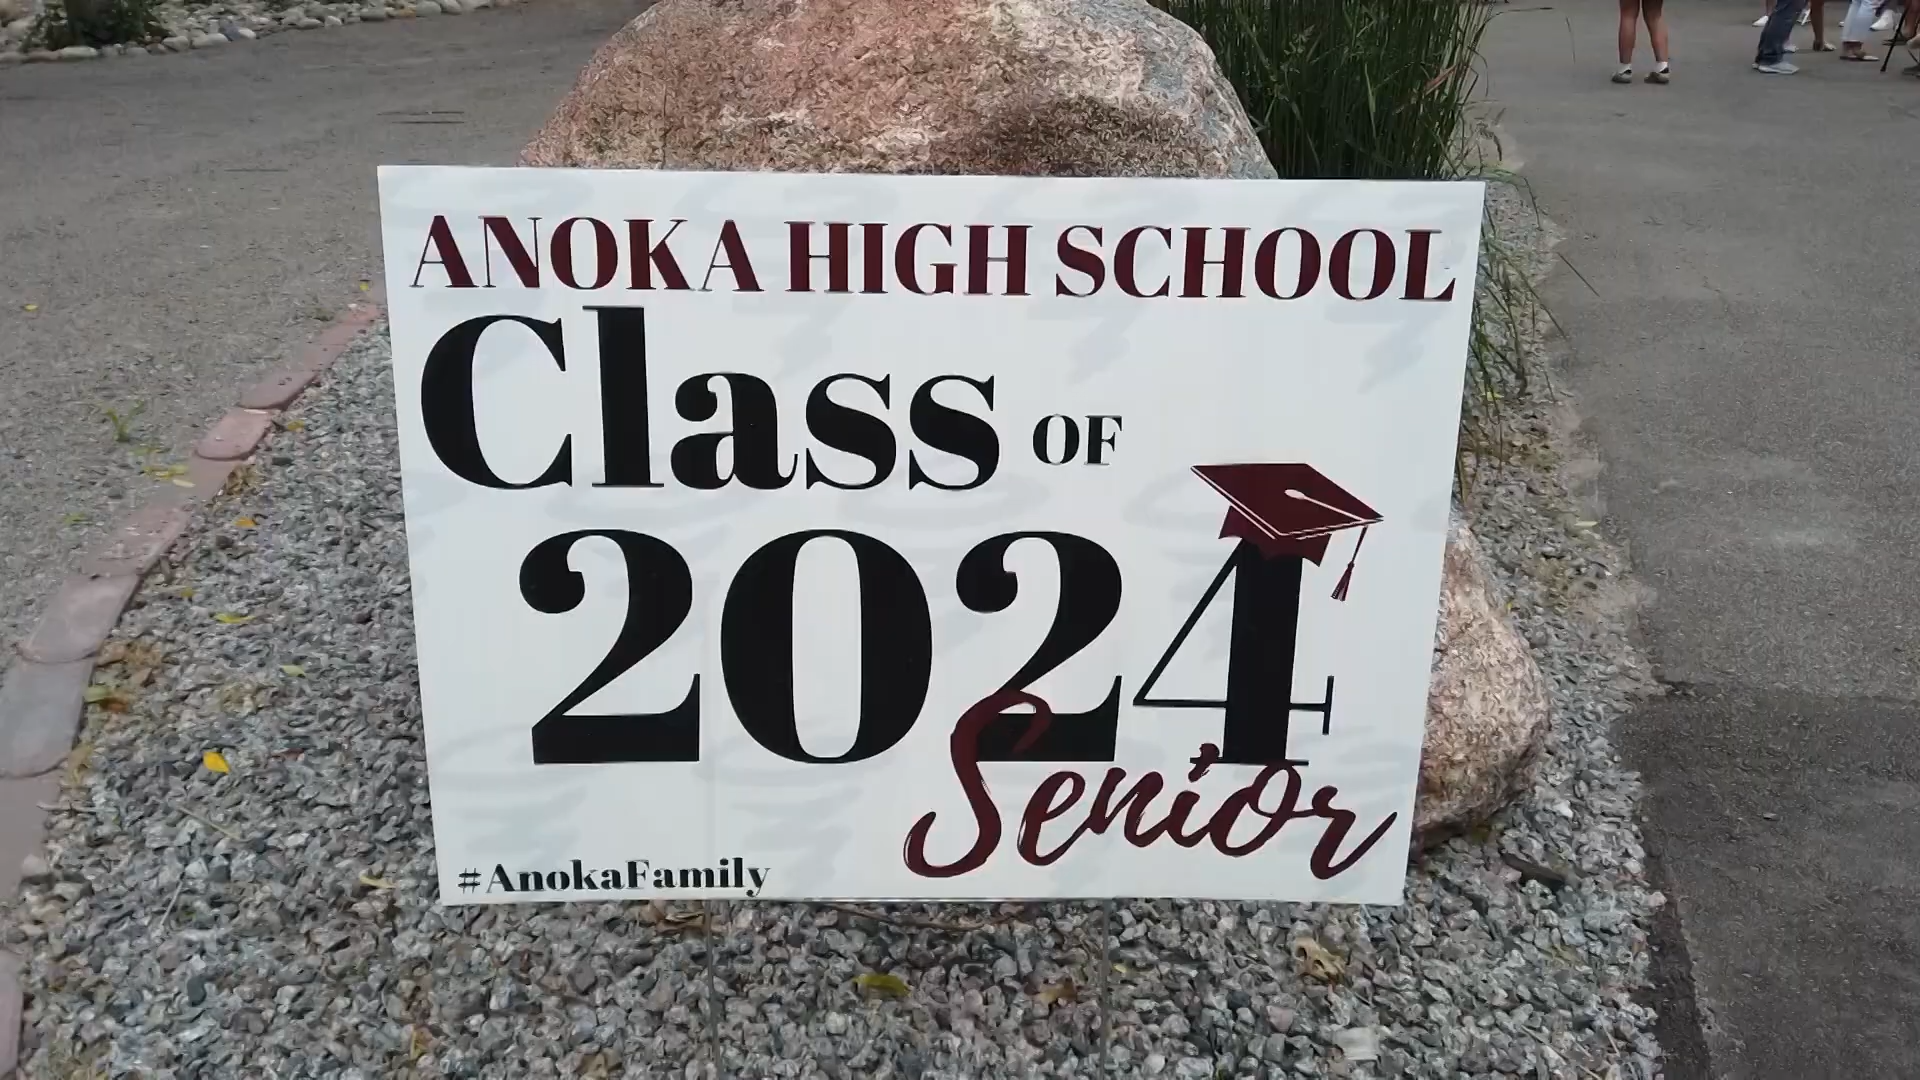 ANOKA HIGH SCHOOL
Class OF
2024
Senior
#AnokaFamily